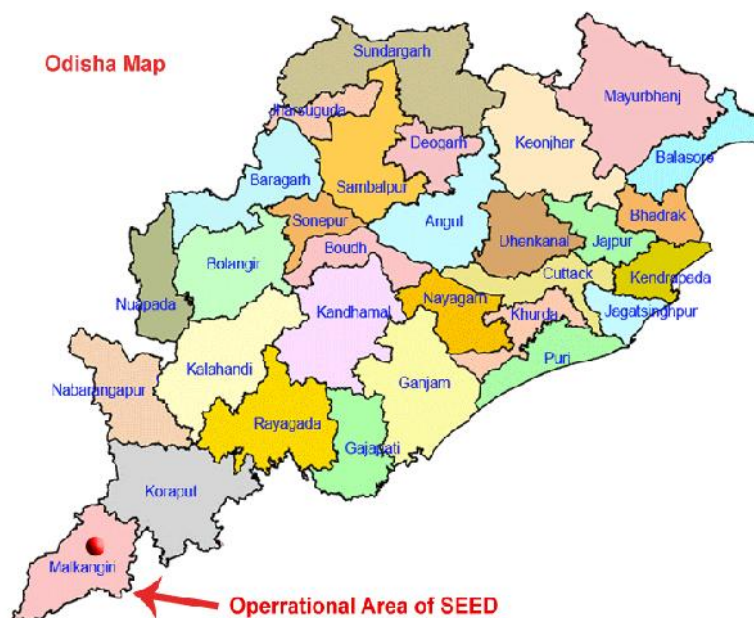 Odisha Map
Sundargarh
Mayurbhanj
Jharsuguda
Deogarh
Keonjhar
Balasore
Baragarh
Sambalpur
Sonepur
Angul
Dhenkanal
Jajpur
Bhadrak
Boudh
Bolangir
Cuttack
Kendrapada
Nuapada
Kandhamal
Nayagarh
Khurda
Jagatsinghpur
Puri
Kalahandi
Nabarangapur
Ganjam
Rayagada
Gajapati
Koraput
Malkangiri
Operrational Area of SEED